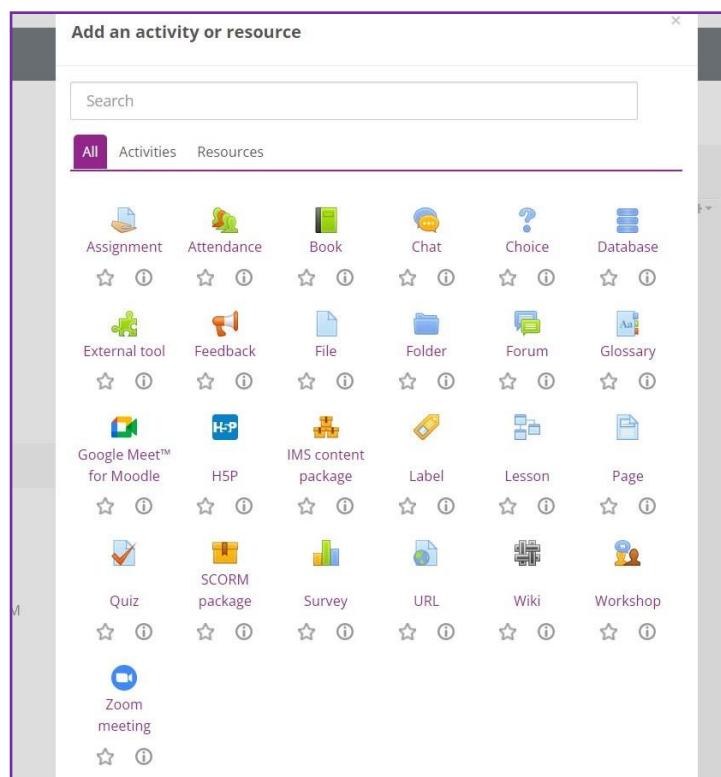 Add an activity or resource
×
Search
All Activities Resources
Aa
Assignment Attendance Book Chat Choice Database
External tool Feedback File Folder Forum Glossary
H5P
Google Meet™ for Moodle
H5P
IMS content package
Label Lesson Page
Quiz
SCORM package
Survey URL Wiki Workshop
Zoom meeting
M